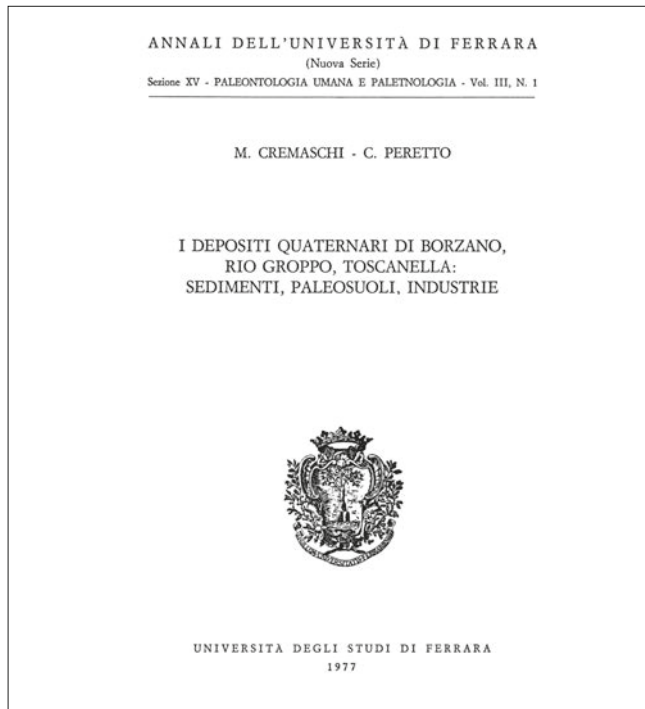 ANNALI DELL'UNIVERSITÀ DI FERRARA
(Nuova Serie)
Sezione XV - PALEONTOLOGIA UMANA E PALETNOLOGIA - Vol. III, N. 1
M. CREMASCHI - C. PERETTO
I DEPOSITI QUATERNARI DI BORZANO,
RIO GROPPO, TOSCANELLA:
SEDIMENTI, PALEOSUOLI, INDUSTRIE
UNIVERSITÀ DEGLI STUDI DI FERRARA
1977